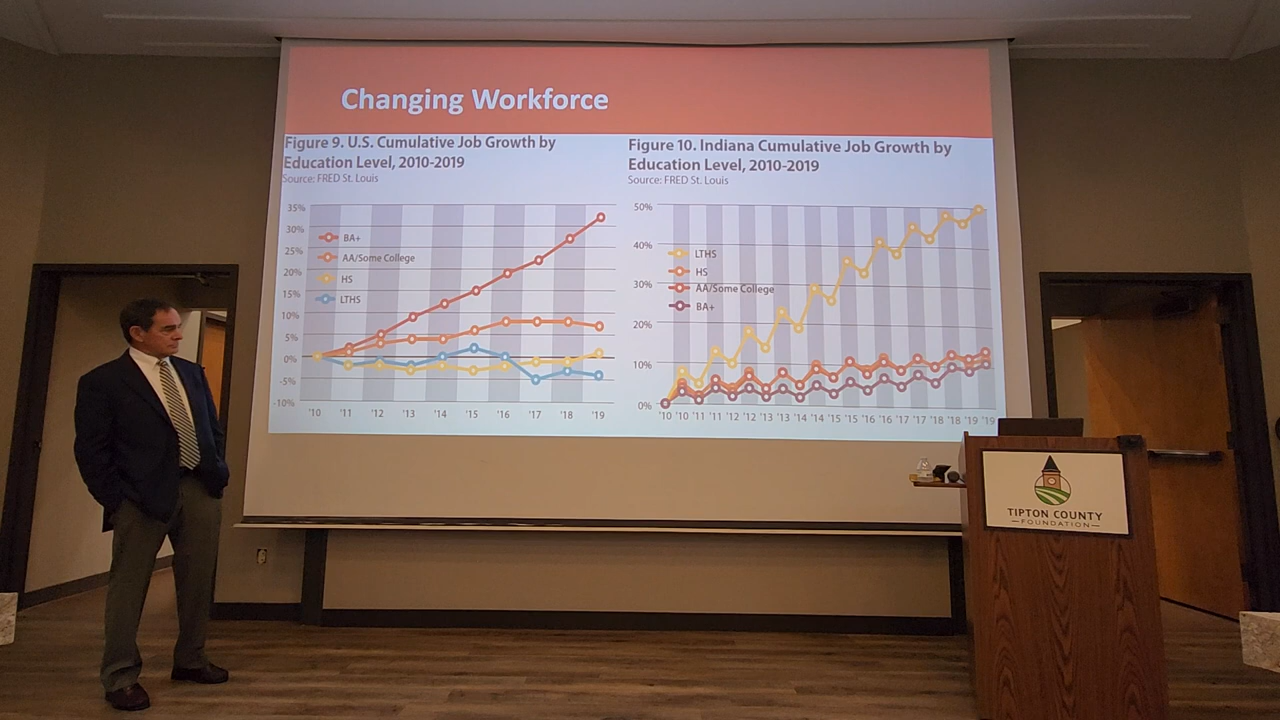 Changing Workforce
Figure 9. U.S. Cumulative Job Growth by
Education Level, 2010-2019
Source: FRED St. Louis
35%
30%
25%
20%
15%
10%
5%
0%
-5%
-10%
BA+
AA/Some College
HS
LTHS
'10 '11 '12 '13 '14 '15 '16 '17 '18 '19
Figure 10. Indiana Cumulative Job Growth by
Education Level, 2010-2019
Source: FRED St. Louis
50%
40%
30%
20%
10%
0%
LTHS
HS
AA/Some College
BA+
'10 '10 '11 '11 '12 '12 '13 '13 '14 '14 '15 '15 '16 '16 '17 '17 '18 '18 '19 '19
TIPTON COUNTY
FOUNDATION